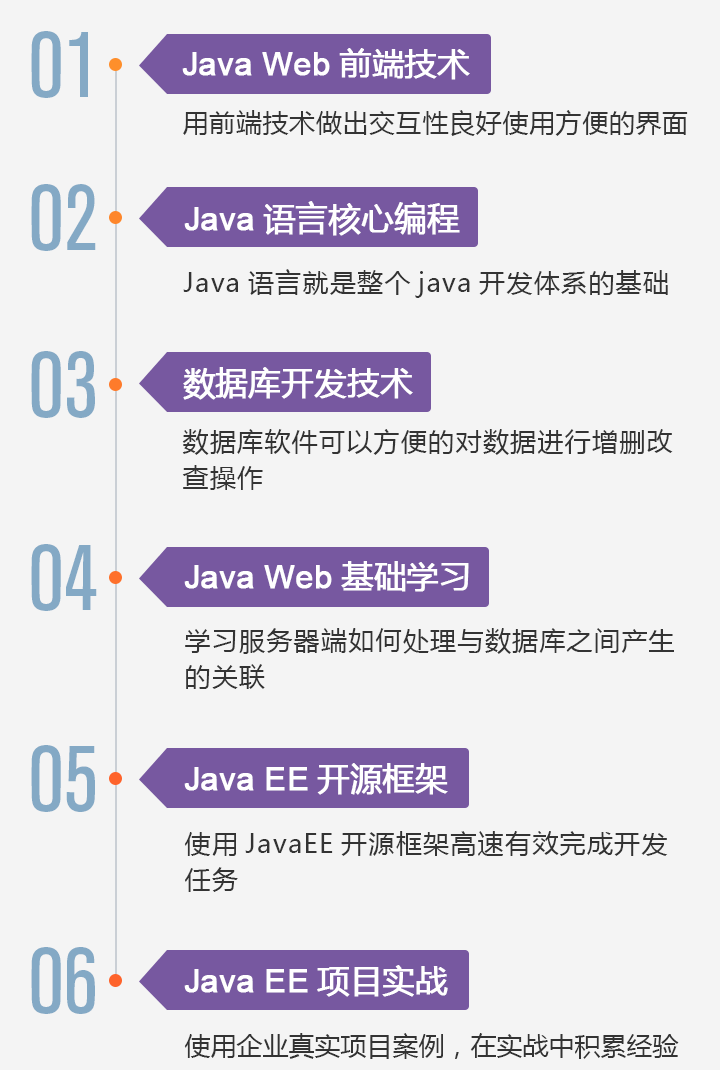 01
Java Web 前端技术
用前端技术做出交互性良好使用方便的界面
02
Java 语言核心编程
Java 语言就是整个 java 开发体系的基础
03
数据库开发技术
数据库软件可以方便的对数据进行增删改
查操作
04
Java Web 基础学习
学习服务器端如何处理与数据库之间产生
的关联
05
Java EE 开源框架
使用 JavaEE 开源框架高速有效完成开发
任务
06
Java EE 项目实战
使用企业真实项目案例，在实战中积累经验